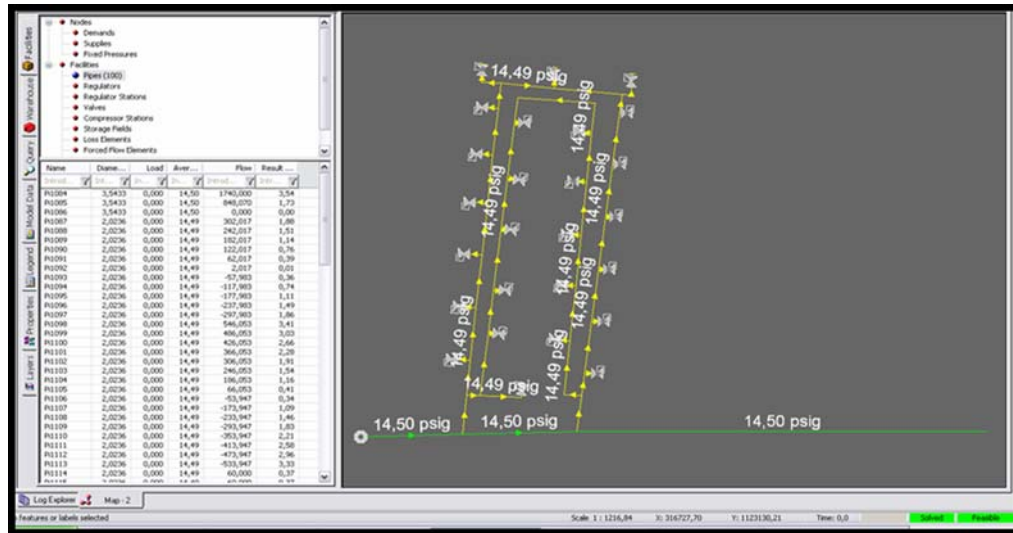 Facilities
Warehouse
Query
Model Data
Legend
Properties
Layers
Nodes
Demands
Supplies
Fixed Pressures
Facilities
Pipes (100)
Regulators
Regulator Stations
Valves
Compressor Stations
Storage Fields
Loss Elements
Forced Flow Elements
Name Diame... Load Aver... Flow Result ...
Pi1084 3,5433 0,000 14,50 1740,000 3,54
Pi1085 3,5433 0,000 14,50 848,070 1,73
Pi1086 3,5433 0,000 14,50 0,000 0,00
Pi1087 2,0236 0,000 14,49 302,017 1,88
Pi1088 2,0236 0,000 14,49 242,017 1,51
Pi1089 2,0236 0,000 14,49 182,017 1,14
Pi1090 2,0236 0,000 14,49 122,017 0,76
Pi1091 2,0236 0,000 14,49 62,017 0,39
Pi1092 2,0236 0,000 14,49 2,017 0,01
Pi1093 2,0236 0,000 14,49 -57,983 0,36
Pi1094 2,0236 0,000 14,49 -117,983 0,74
Pi1095 2,0236 0,000 14,49 -177,983 1,11
Pi1096 2,0236 0,000 14,49 -237,983 1,49
Pi1097 2,0236 0,000 14,49 -297,983 1,86
Pi1098 2,0236 0,000 14,49 546,053 3,41
Pi1099 2,0236 0,000 14,49 486,053 3,03
Pi1100 2,0236 0,000 14,49 426,053 2,66
Pi1101 2,0236 0,000 14,49 366,053 2,28
Pi1102 2,0236 0,000 14,49 306,053 1,91
Pi1103 2,0236 0,000 14,49 246,053 1,54
Pi1104 2,0236 0,000 14,49 186,053 1,16
Pi1105 2,0236 0,000 14,49 66,053 0,41
Pi1106 2,0236 0,000 14,49 -53,947 0,34
Pi1107 2,0236 0,000 14,49 -173,947 1,09
Pi1108 2,0236 0,000 14,49 -233,947 1,46
Pi1109 2,0236 0,000 14,49 -293,947 1,83
Pi1110 2,0236 0,000 14,49 -353,947 2,21
Pi1111 2,0236 0,000 14,49 -413,947 2,58
Pi1112 2,0236 0,000 14,49 -473,947 2,96
Pi1113 2,0236 0,000 14,49 -533,947 3,33
Pi1114 2,0236 0,000 14,49 60,000 0,37
14,49 psig
14,49 psig
14,49 psig
14,49 psig
14,49 psig
14,49 psig
14,49 psig
14,49 psig
14,49 psig
14,50 psig
14,50 psig
14,50 psig
Log Explorer Map - 2
features or labels selected Scale 1 : 1216,84 X: 316727,70 Y: 1123130,21 Time: 0,0 Solved Feasible